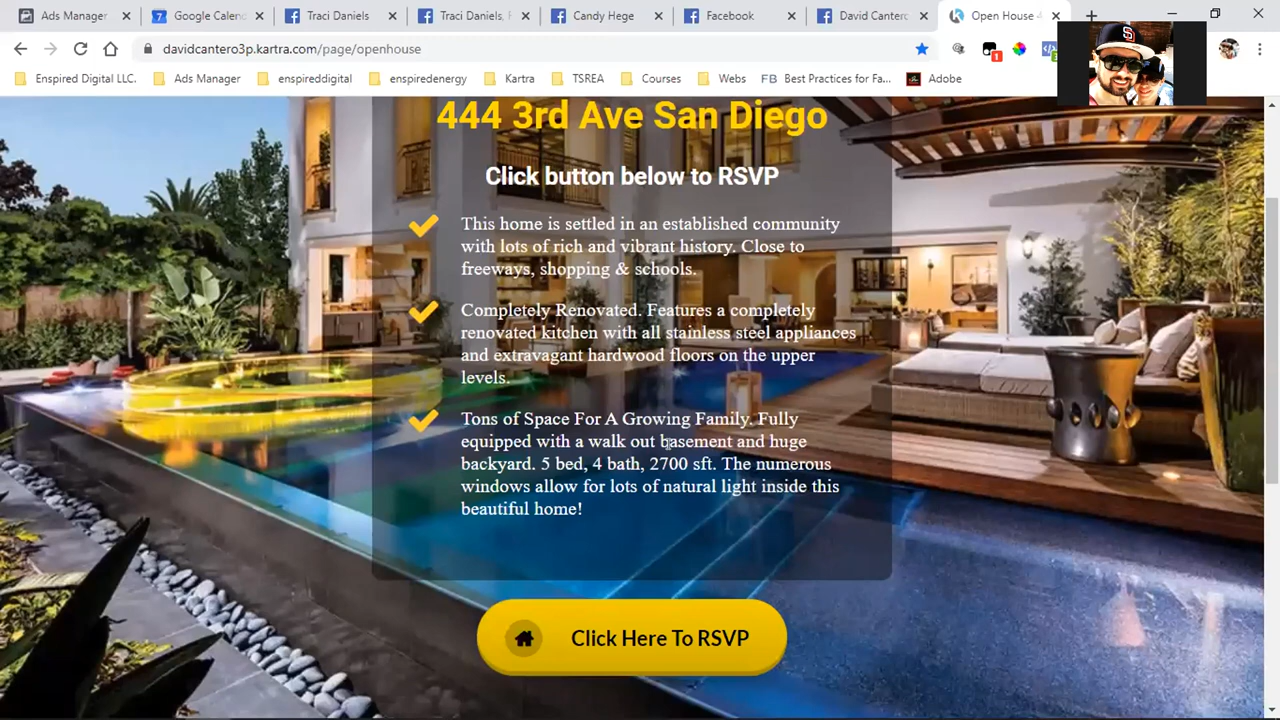 Ads Manager
Google Calen
Traci Daniels
Traci Daniels, F
Candy Hege
Facebook
David Canter
Open House 4
davidcantero3p.kartra.com/page/openhouse
1
Enspired Digital LLC.
Ads Manager
enspireddigital
enspiredem
Kartra
TSREA
Courses
Webs
FB Best Practices for Fa...
Adobe
444 3rd Ave San Diego
Click button below to RSVP
This home is settled in an established community
with lots of rich and vibrant history. Close to
freeways, shopping & schools.
Completely Renovated. Features a completely
renovated kitchen with all stainless steel appliances
and extravagant hardwood floors on the upper
levels.
Tons of Space For A Growing Family. Fully
equipped with a walk out basement and huge
backyard. 5 bed, 4 bath, 2700 sft. The numerous
windows allow for lots of natural light inside this
beautiful home!
Click Here To RSVP